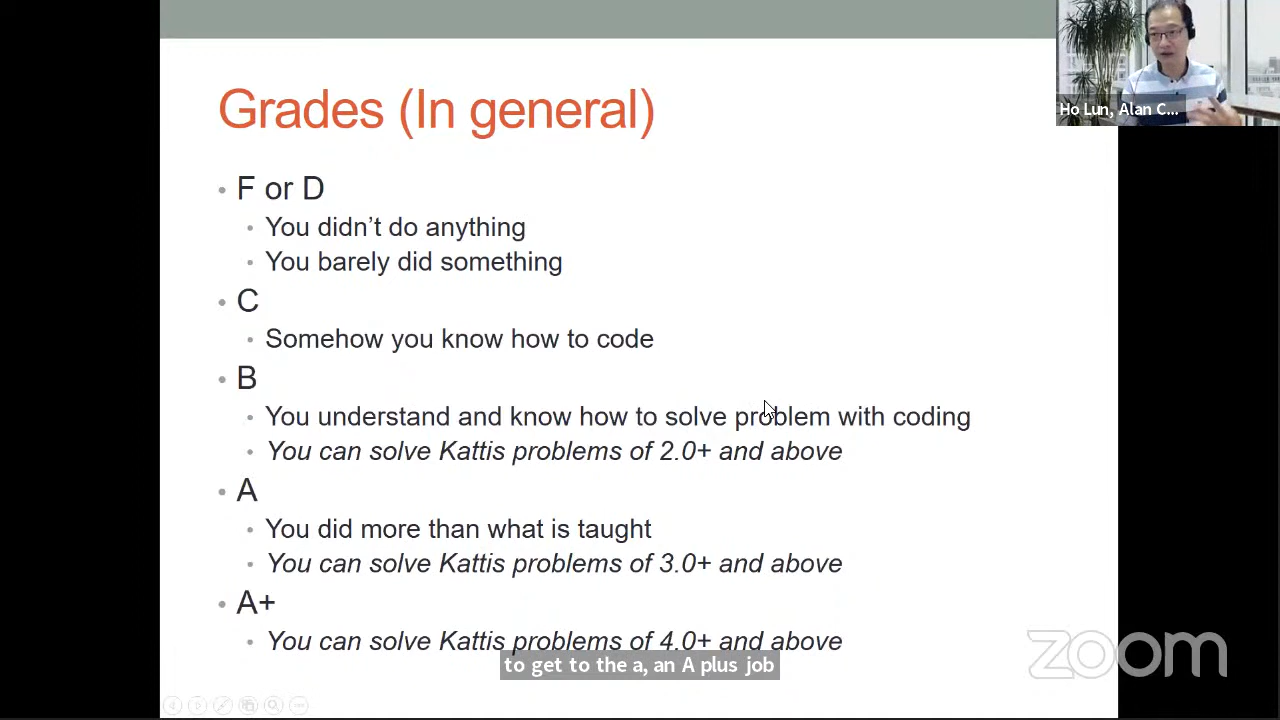 Ho Lun, Alan C...
Grades (In general)
• F or D
• You didn’t do anything
• You barely did something
• C
• Somehow you know how to code
• B
• You understand and know how to solve problem with coding
• You can solve Kattis problems of 2.0+ and above
• A
• You did more than what is taught
• You can solve Kattis problems of 3.0+ and above
• A+
• You can solve Kattis problems of 4.0+ and above
to get to the a, an A plus job
zoom